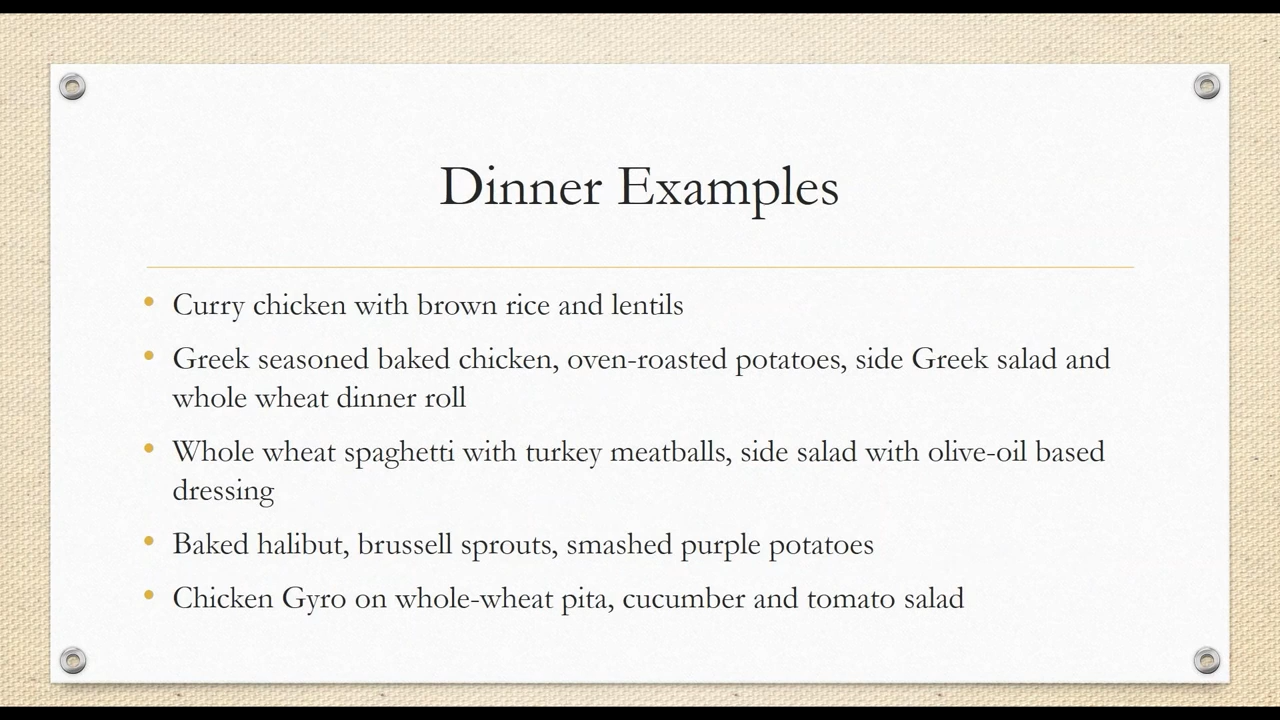 Dinner Examples
Curry chicken with brown rice and lentils
Greek seasoned baked chicken, oven-roasted potatoes, side Greek salad and
whole wheat dinner roll
Whole wheat spaghetti with turkey meatballs, side salad with olive-oil based
dressing
Baked halibut, brussell sprouts, smashed purple potatoes
Chicken Gyro on whole-wheat pita, cucumber and tomato salad